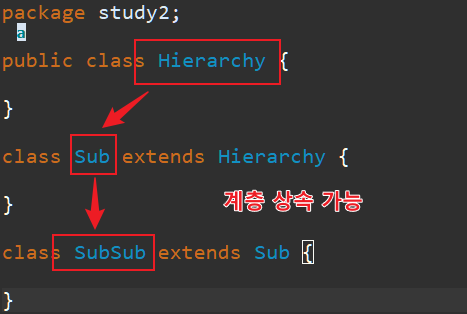 package study2;
a
public class Hierarchy {
}
class Sub extends Hierarchy {
}
계층 상속 가능
class SubSub extends Sub {
}